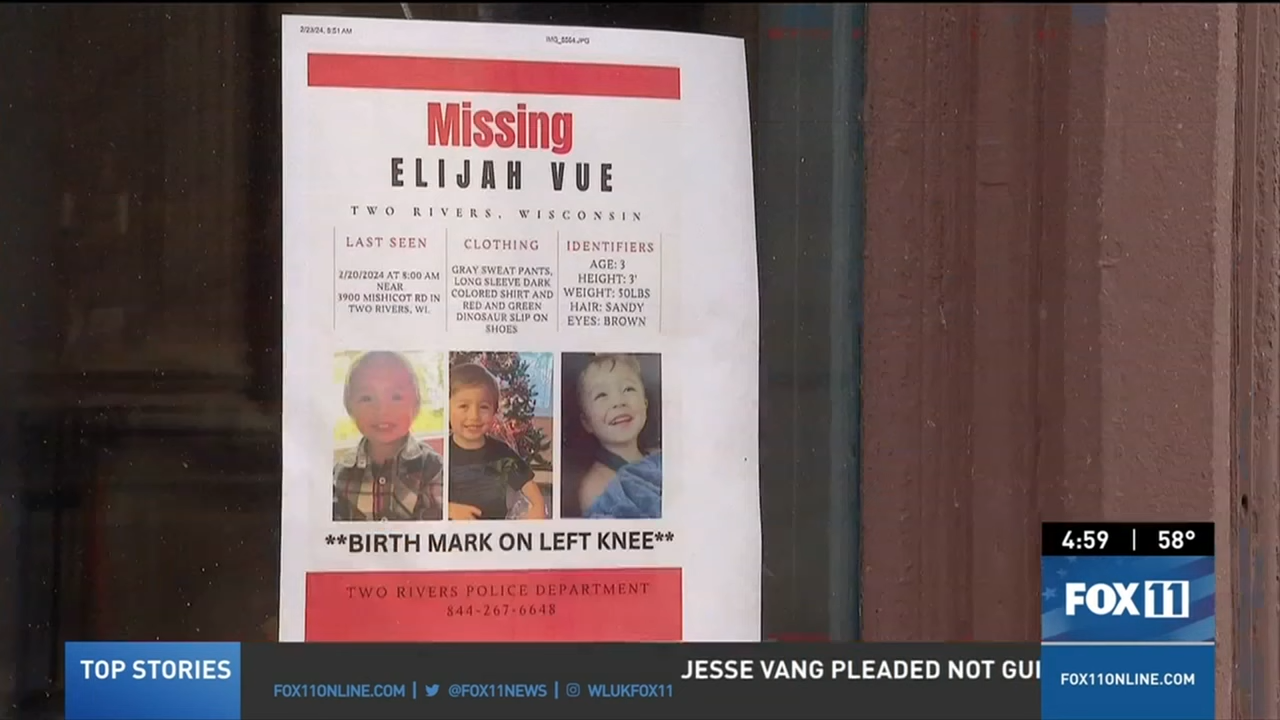 2/23/24, 8:51 AM
IMG_6564.JPG
Missing
ELIJAH VUE
TWO RIVERS, WISCONSIN
LAST SEEN
2/20/2024 AT 8:00 AM
NEAR
3900 MISHICOT RD IN
TWO RIVERS, WI.
CLOTHING
GRAY SWEAT PANTS,
LONG SLEEVE DARK
COLORED SHIRT AND
RED AND GREEN
DINOSAUR SLIP ON
SHOES
IDENTIFIERS
AGE: 3
HEIGHT: 3'
WEIGHT: 50LBS
HAIR: SANDY
EYES: BROWN
**BIRTH MARK ON LEFT KNEE**
TWO RIVERS POLICE DEPARTMENT
844-267-6648
4:59 | 58°
FOX 11
FOX11ONLINE.COM
TOP STORIES
JESSE VANG PLEADED NOT GUI
FOX11ONLINE.COM | @FOX11NEWS | WLUKFOX11